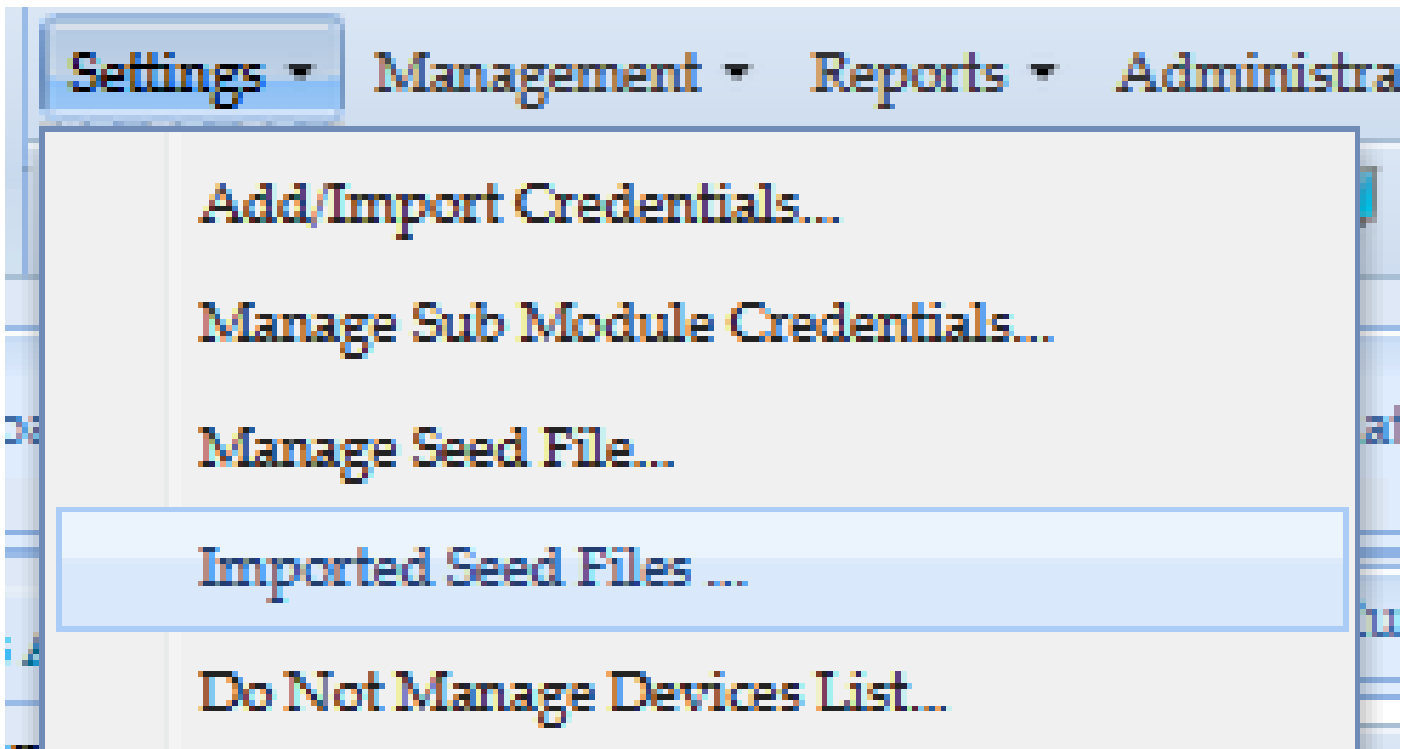 Settings Management Reports Administra
Add/Import Credentials...
Manage Sub Module Credentials...
Manage Seed File...
Imported Seed Files ...
Do Not Manage Devices List...